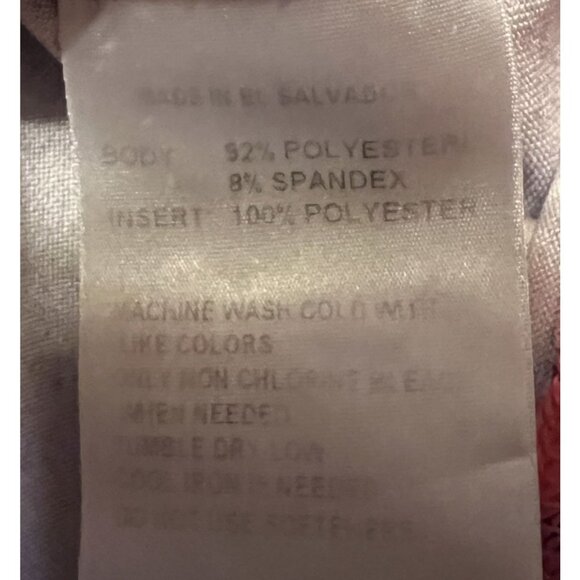 MADE IN EL SALVADOR
BODY: 92% POLYESTER/
8% SPANDEX
INSERT: 100% POLYESTER
MACHINE WASH COLD WITH
LIKE COLORS
ONLY NON CHLORINE BLEACH
WHEN NEEDED
TUMBLE DRY LOW
COOL IRON IF NEEDED
DO NOT USE SOFTENERS